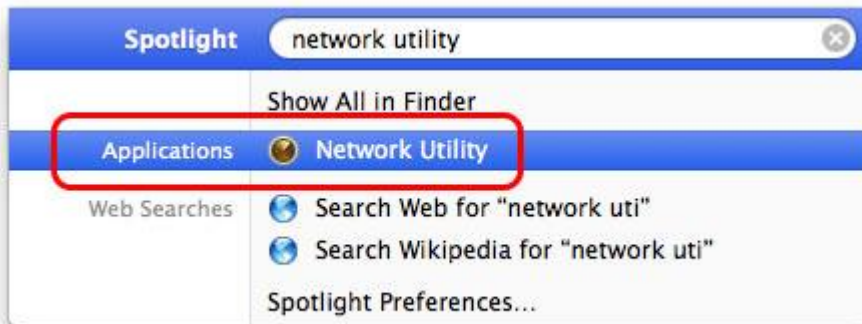 Spotlight network utility
Show All in Finder
Applications Network Utility
Web Searches Search Web for “network uti”
Search Wikipedia for “network uti”
Spotlight Preferences...